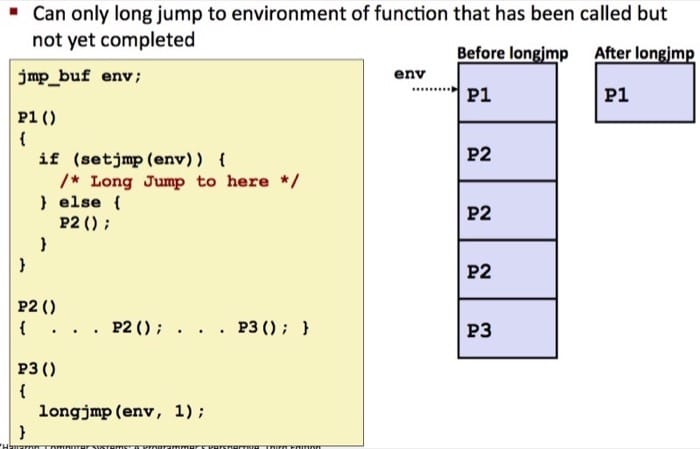 ▪ Can only long jump to environment of function that has been called but
not yet completed
Before longjmp After longjmp
jmp_buf env;
env
P1 P1
P1()
{
if (setjmp(env)) {
/* Long Jump to here */
} else {
P2();
}
}
P2
P2
P2
P3
P2()
{ . . . P2(); . . . P3(); }
P3()
{
longjmp(env, 1);
}